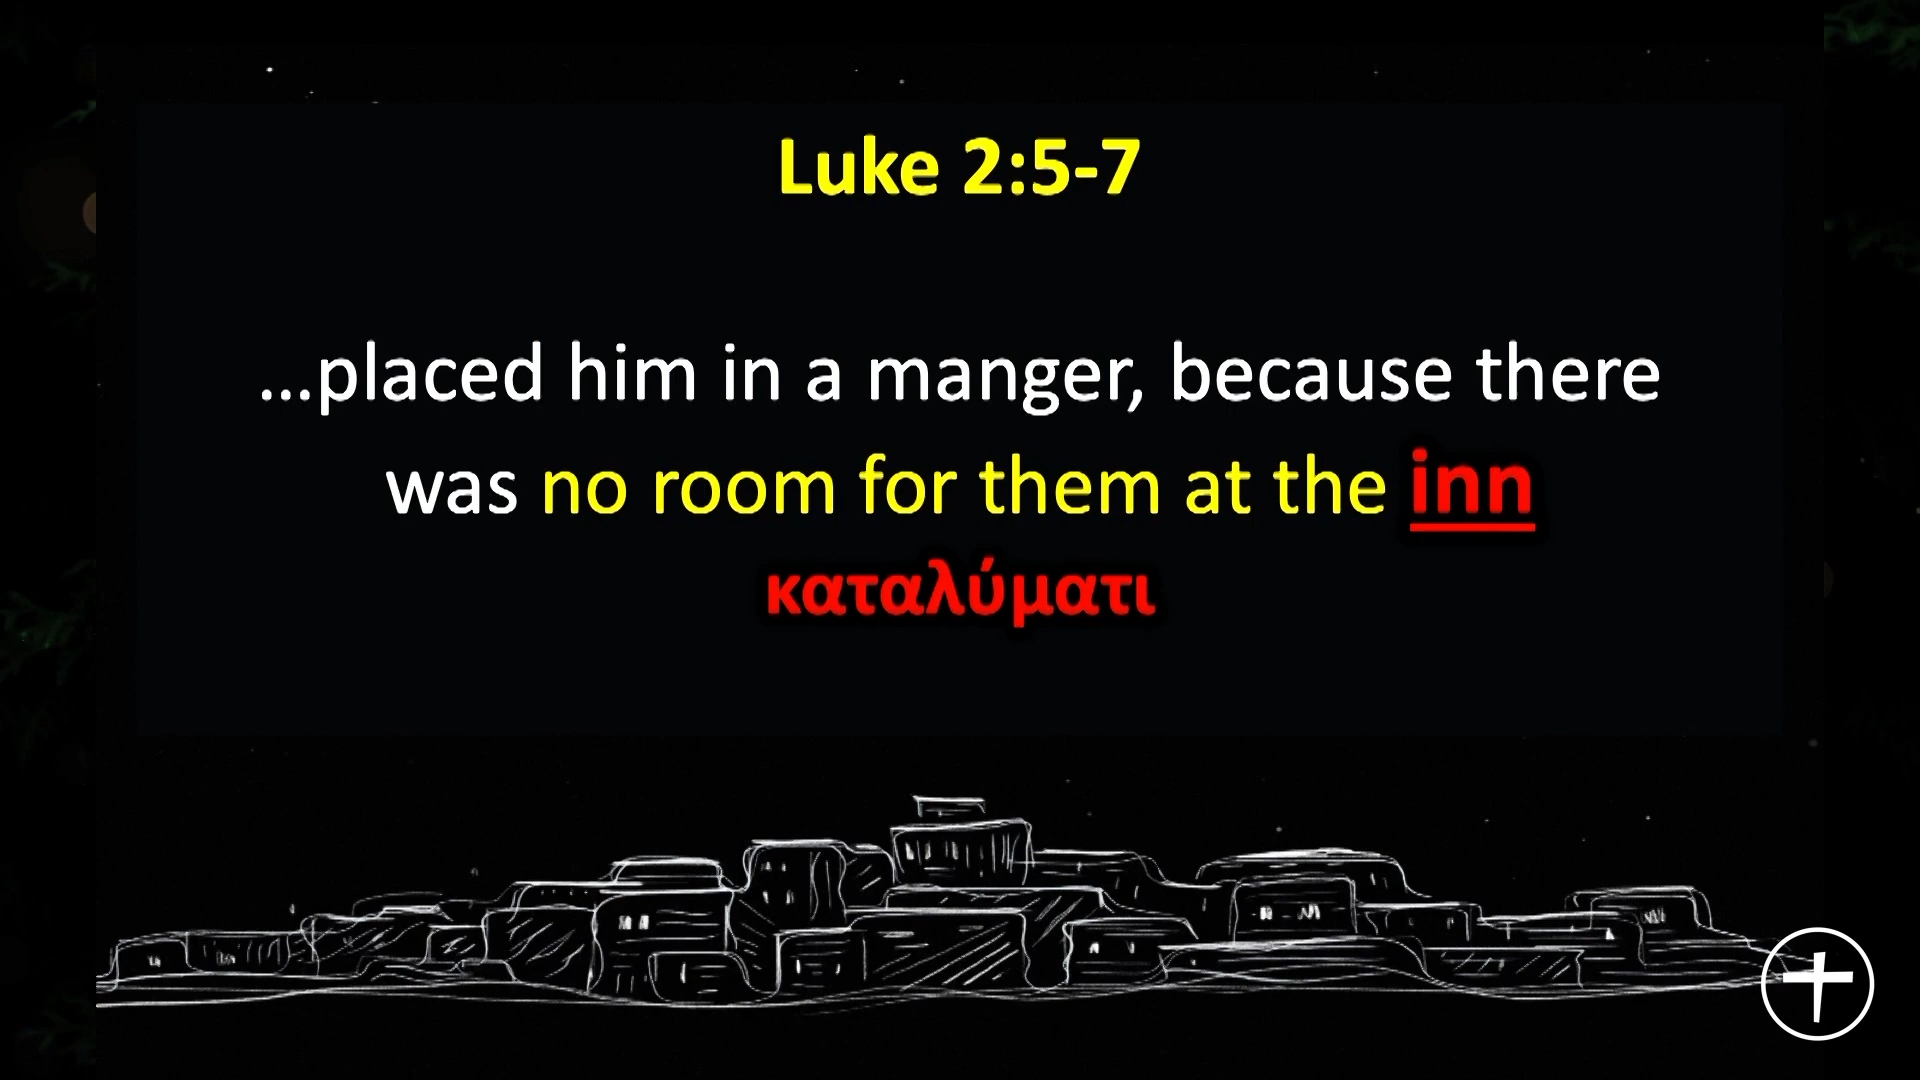 Luke 2:5-7
...placed him in a manger, because there
was no room for them at the inn
καταλύματι